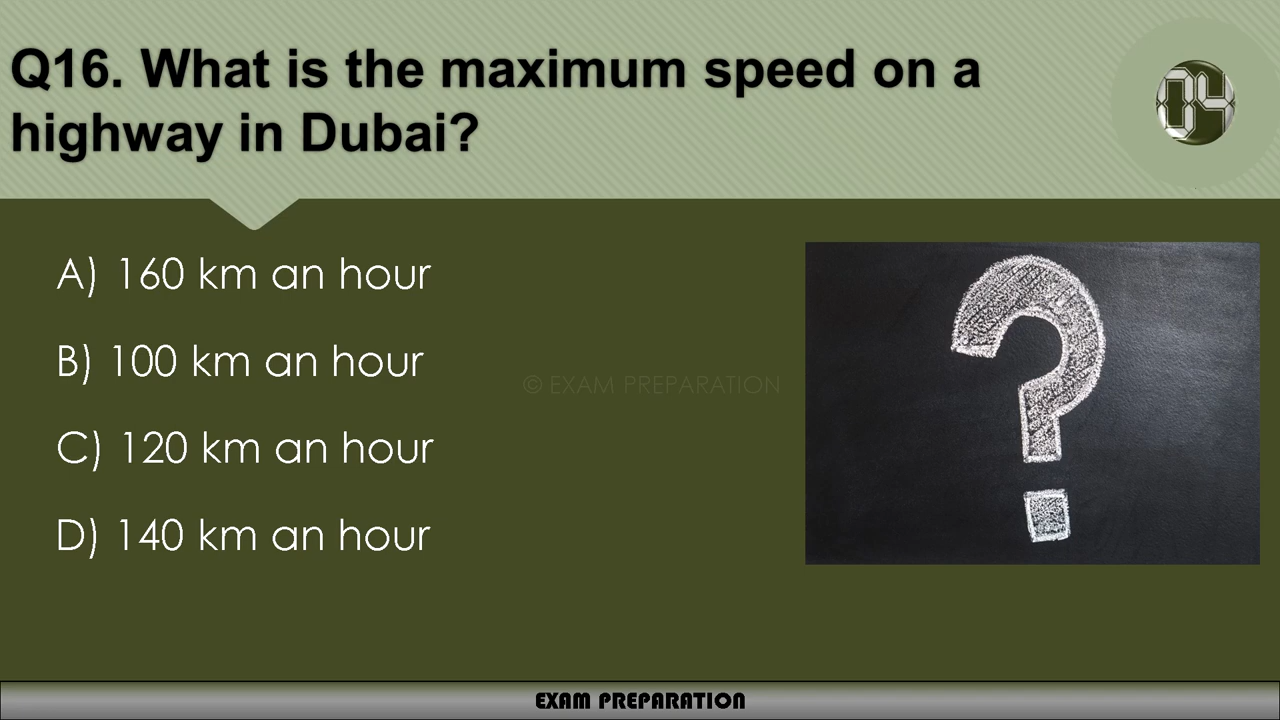 Q16. What is the maximum speed on a
highway in Dubai?
04
A) 160 km an hour
B) 100 km an hour
© EXAM PREPARATION
C) 120 km an hour
D) 140 km an hour
EXAM PREPARATION